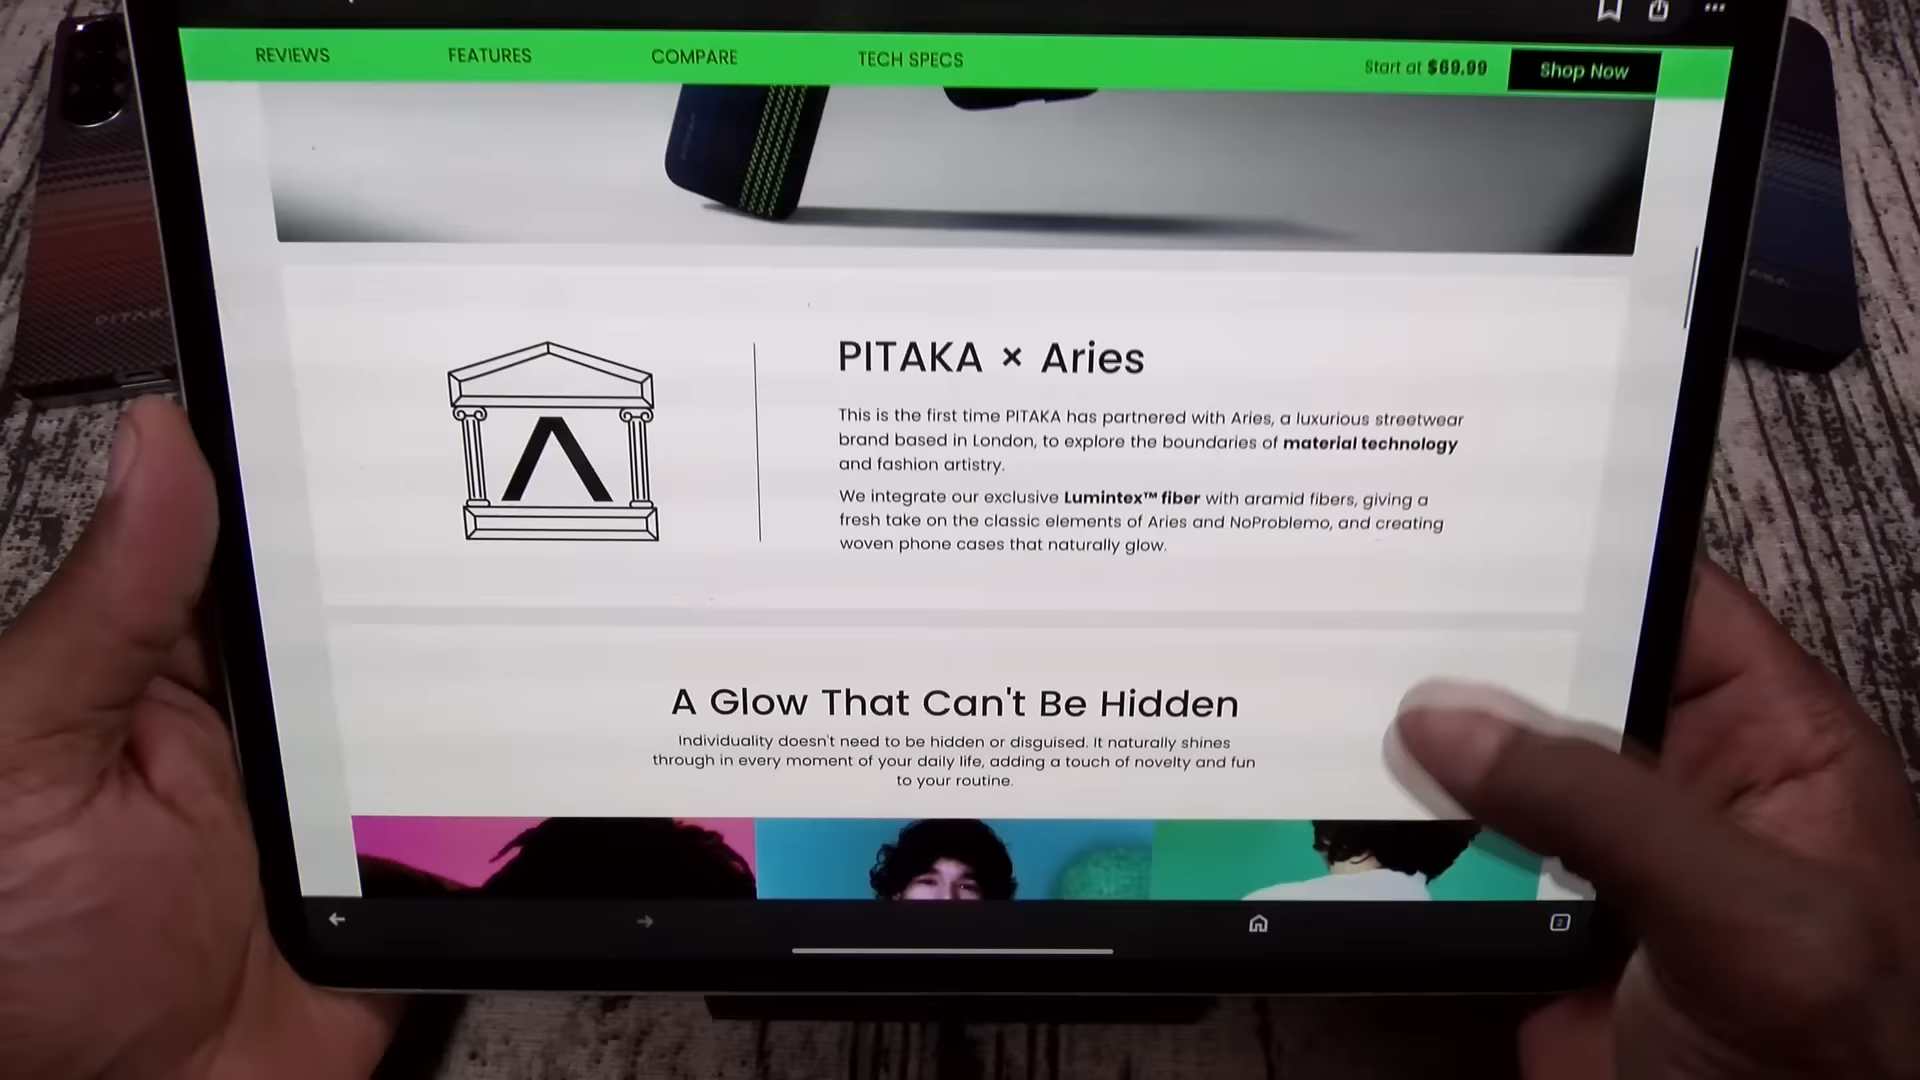 REVIEWS
FEATURES
COMPARE
TECH SPECS
Start at $69.99
Shop Now
PITAKA × Aries
This is the first time PITAKA has partnered with Aries, a luxurious streetwear
brand based in London, to explore the boundaries of material technology
and fashion artistry.
We integrate our exclusive Lumintex™ fiber with aramid fibers, giving a
fresh take on the classic elements of Aries and NoProblemo, and creating
woven phone cases that naturally glow.
A Glow That Can't Be Hidden
Individuality doesn't need to be hidden or disguised. It naturally shines
through in every moment of your daily life, adding a touch of novelty and fun
to your routine.
2